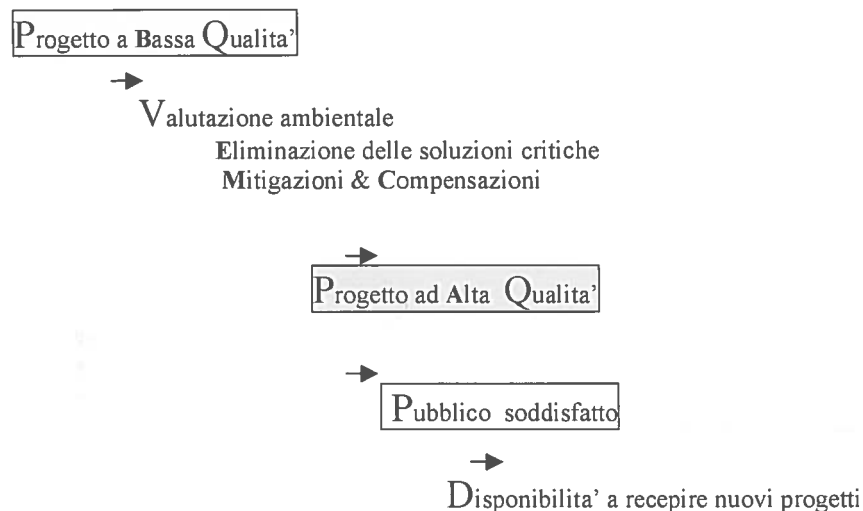 Progetto a Bassa Qualita'
Valutazione ambientale
Eliminazione delle soluzioni critiche
Mitigazioni & Compensazioni
Progetto ad Alta Qualita'
Pubblico soddisfatto
Disponibilita' a recepire nuovi progetti